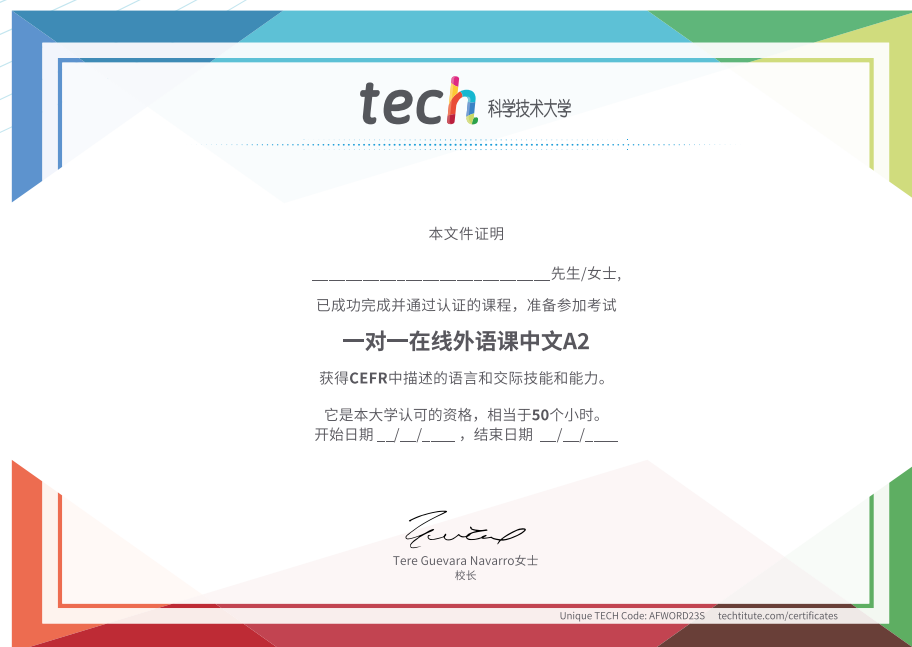 tech 科学技术大学
本文件证明
____________________________先生/女士,
已成功完成并通过认证的课程，准备参加考试
一对一在线外语课中文A2
获得CEFR中描述的语言和交际技能和能力。
它是本大学认可的资格，相当于50个小时。
开始日期 __/__/____ ，结束日期 __/__/____
Tere Guevara Navarro女士
校长
Unique TECH Code: AFWORD23S techtitute.com/certificates